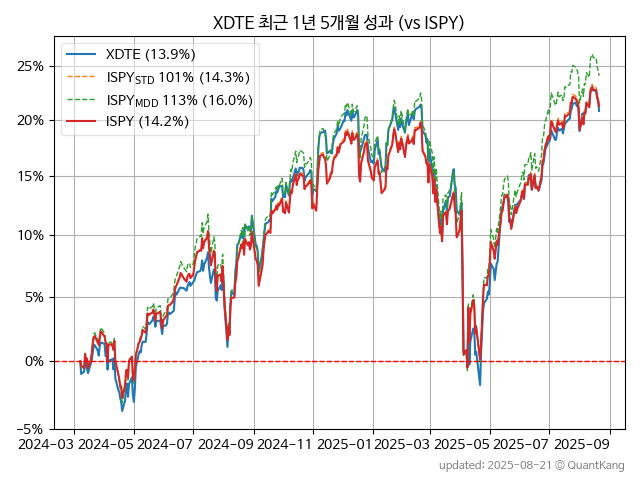 XDTE 최근 1년 5개월 성과 (vs ISPY)
XDTE (13.9%)
ISPY_STD 101% (14.3%)
ISPY_MDD 113% (16.0%)
ISPY (14.2%)
25%
20%
15%
10%
5%
0%
−5%
2024-03 2024-05 2024-07 2024-09 2024-11 2025-01 2025-03 2025-05 2025-07 2025-09
updated: 2025-08-21 © QuantKang